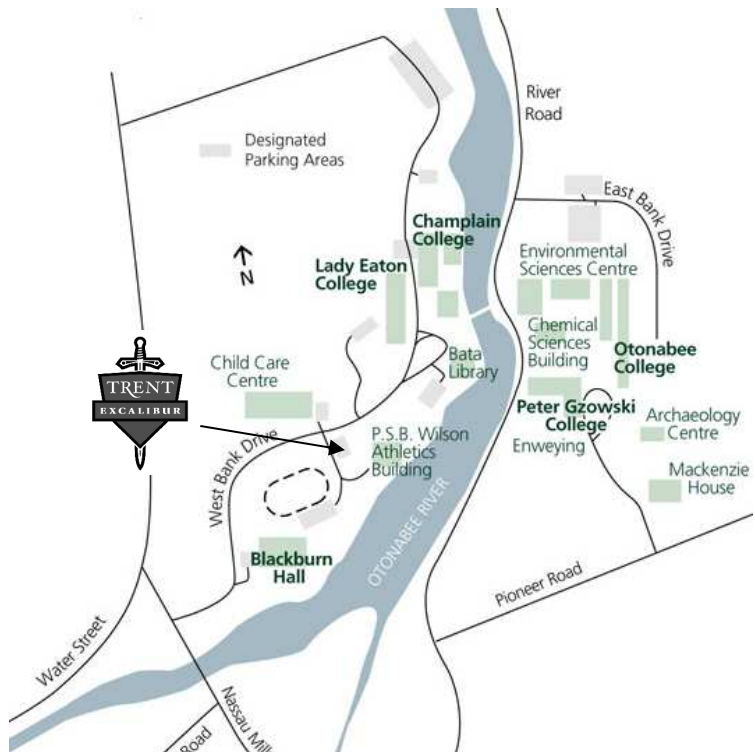 River
Road
Designated
Parking Areas
East Bank Drive
Champlain
College
N
Lady Eaton
College
Environmental
Sciences Centre
Chemical
Sciences
Building
Otonabee
College
Bata
Library
Child Care
Centre
TRENT
EXCALIBUR
Peter Gzowski
College
Enweying
Archaeology
Centre
P.S.B. Wilson
Athletics
Building
West Bank Drive
Mackenzie
House
OTONABEE RIVER
Blackburn
Hall
Pioneer Road
Water Street
Nassau Mill
Road